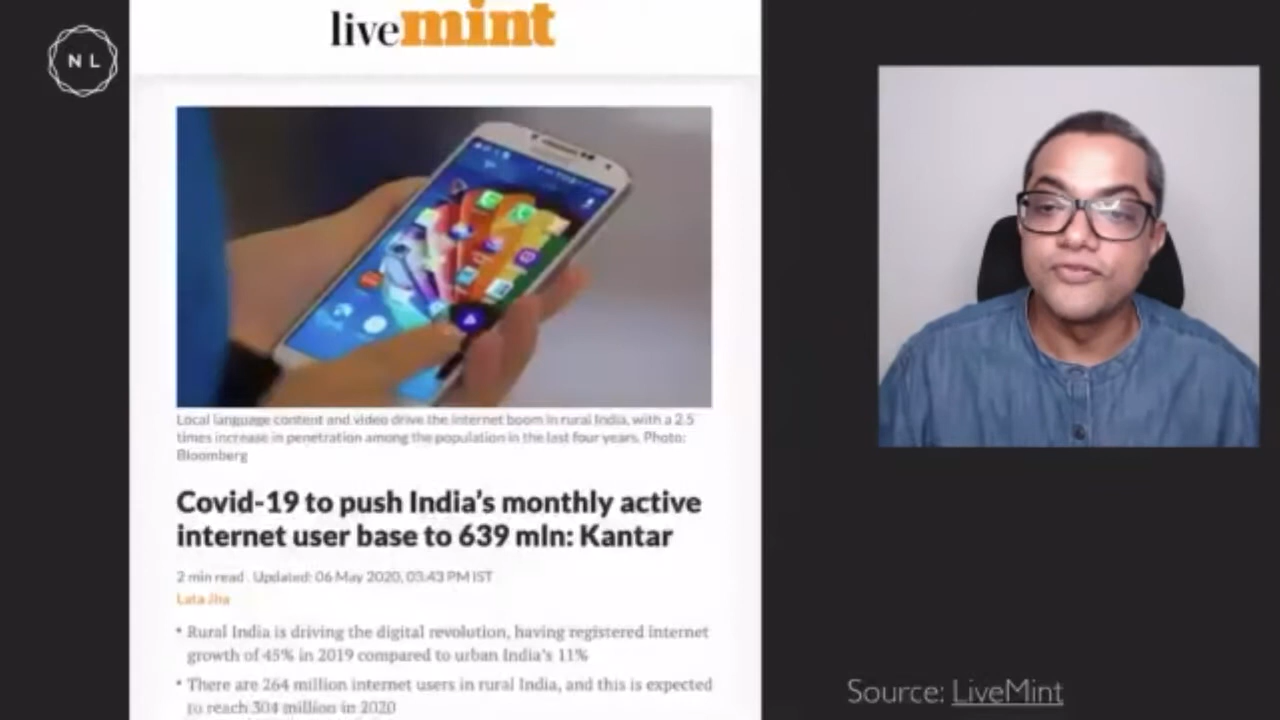 livemint
N L
Local language content and video drive the internet boom in rural India, with a 2.5
times increase in penetration among the population in the last four years. Photo:
Bloomberg
Covid-19 to push India's monthly active
internet user base to 639 mln: Kantar
2 min read . Updated: 06 May 2020, 03:43 PM IST
Lata Jha
• Rural India is driving the digital revolution, having registered internet
growth of 45% in 2019 compared to urban India's 11%
• There are 264 million internet users in rural India, and this is expected
to reach 304 million in 2020
Source: LiveMint